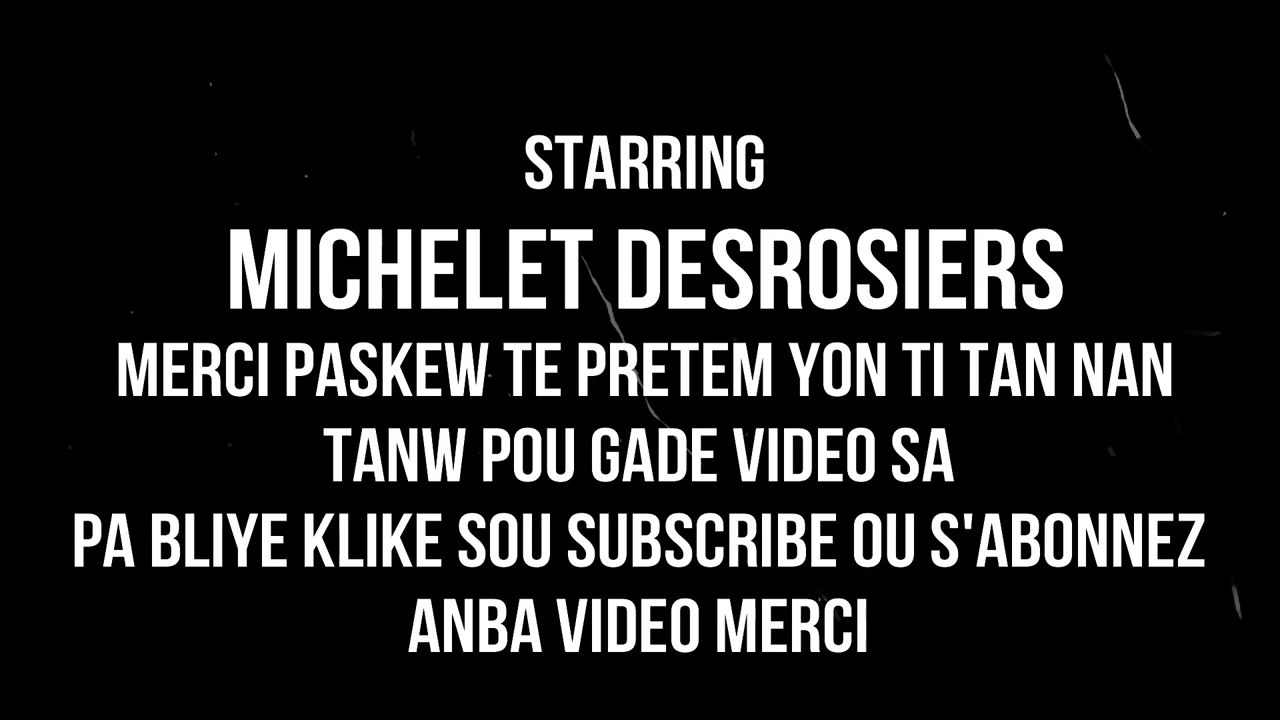 STARRING
MICHELET DESROSIERS
MERCI PASKEW TE PRETEM YON TI TAN NAN
TANW POU GADE VIDEO SA
PA BLIYE KLIKE SOU SUBSCRIBE OU S'ABONNEZ
ANBA VIDEO MERCI